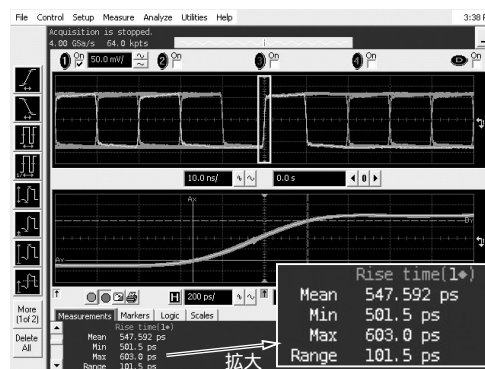 File Control Setup Measure Analyze Utilities Help 3:38 P
Acquisition is stopped.
4.00 GSa/s 64.0 kpts
1 On 50.0 mV/ 2 On 3 On 4 On On
10.0 ns/ 0.0 s 0
Ax
Ay
By
H 200 ps/
More
(1 of 2)
Delete
All
Measurements Markers Logic Scales
Rise time(1)
Mean 547.592 ps
Min 501.5 ps
Max 603.0 ps
Range 101.5 ps
拡大
Rise time(1)
Mean 547.592 ps
Min 501.5 ps
Max 603.0 ps
Range 101.5 ps